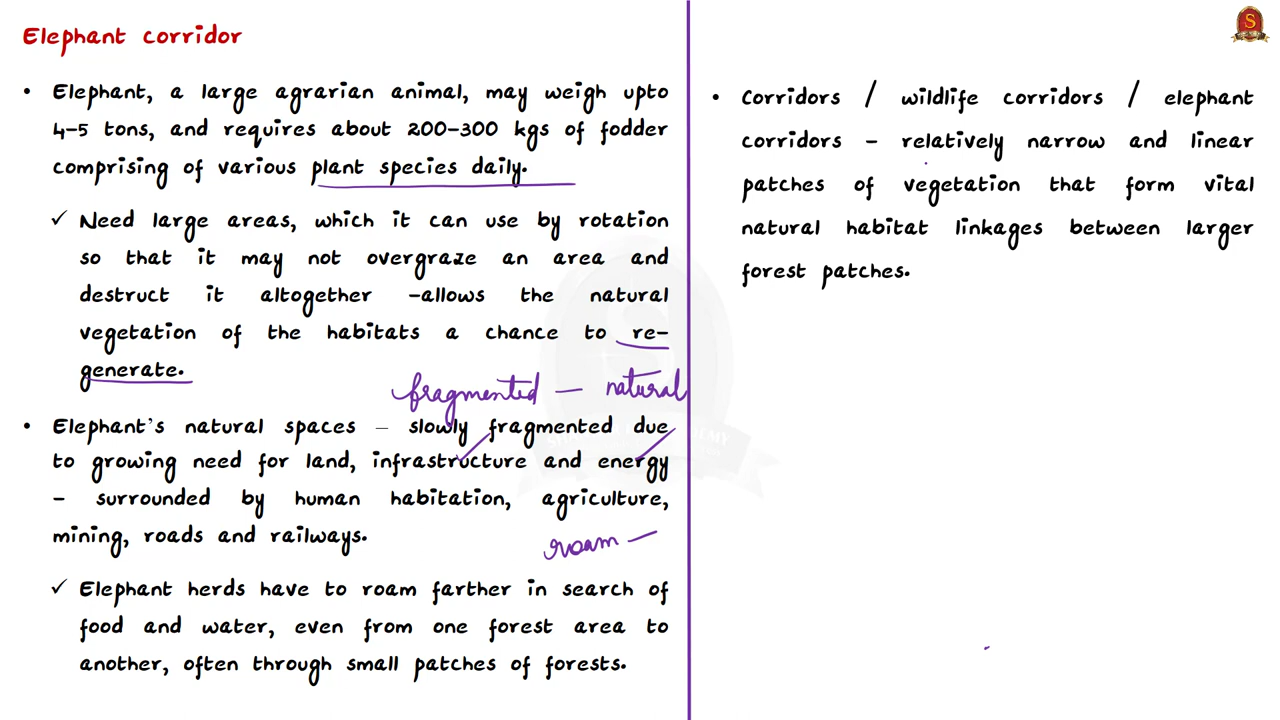 Elephant corridor
• Elephant, a large agrarian animal, may weigh upto
4-5 tons, and requires about 200-300 kgs of fodder
comprising of various plant species daily.
✓ Need large areas, which it can use by rotation
so that it may not overgraze an area and
destruct it altogether -allows the natural
vegetation of the habitats a chance to re-
generate.
fragmented — natural
• Elephant's natural spaces – slowly fragmented due
to growing need for land, infrastructure and energy
- surrounded by human habitation, agriculture,
mining, roads and railways.
roam —
✓ Elephant herds have to roam farther in search of
food and water, even from one forest area to
another, often through small patches of forests.
• Corridors / wildlife corridors / elephant
corridors - relatively narrow and linear
patches of vegetation that form vital
natural habitat linkages between larger
forest patches.
S